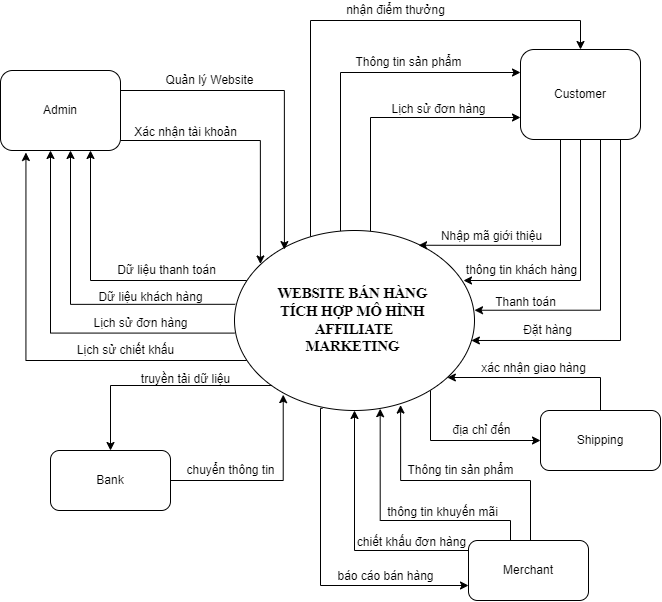 nhận điểm thưởng
Thông tin sản phẩm
Quản lý Website
Customer
Admin
Lịch sử đơn hàng
Xác nhận tài khoản
Nhập mã giới thiệu
Dữ liệu thanh toán
thông tin khách hàng
WEBSITE BÁN HÀNG
TÍCH HỢP MÔ HÌNH
AFFILIATE
MARKETING
Dữ liệu khách hàng
Thanh toán
Lịch sử đơn hàng
Đặt hàng
Lịch sử chiết khấu
xác nhận giao hàng
truyền tải dữ liệu
địa chỉ đến
Shipping
chuyển thông tin
Thông tin sản phẩm
Bank
thông tin khuyến mãi
chiết khấu đơn hàng
báo cáo bán hàng
Merchant